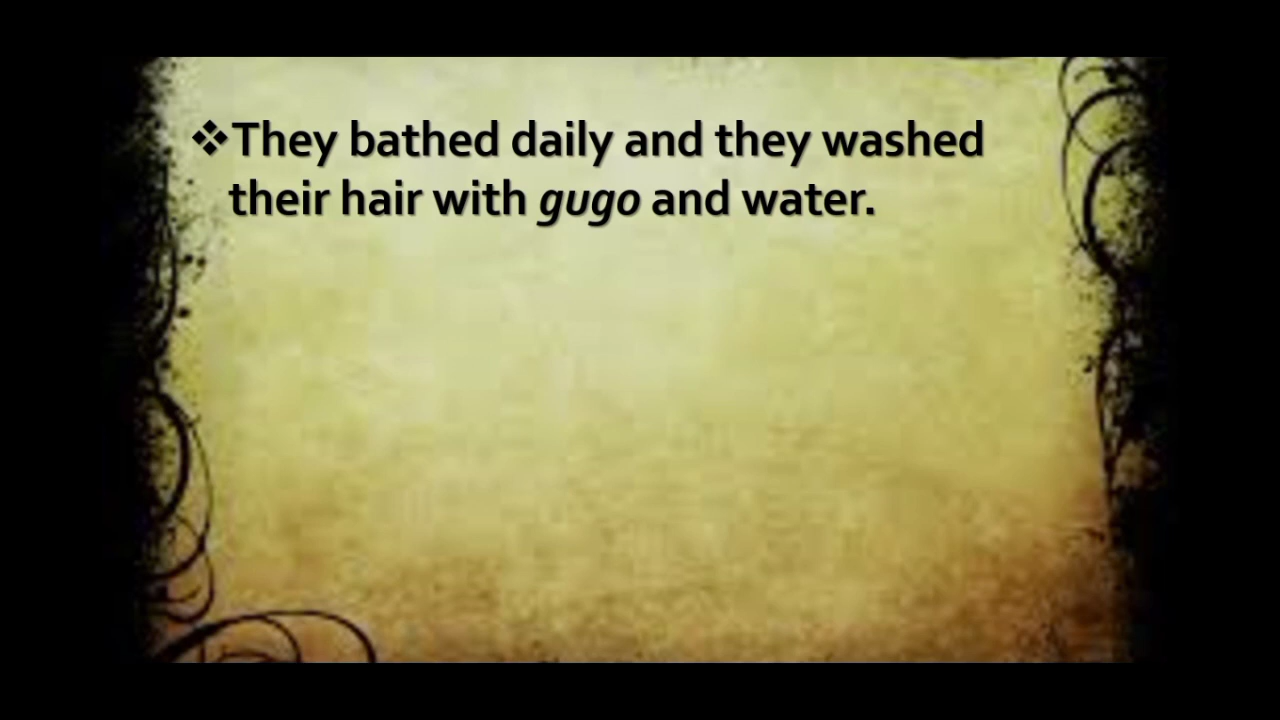 ❖They bathed daily and they washed
their hair with gugo and water.